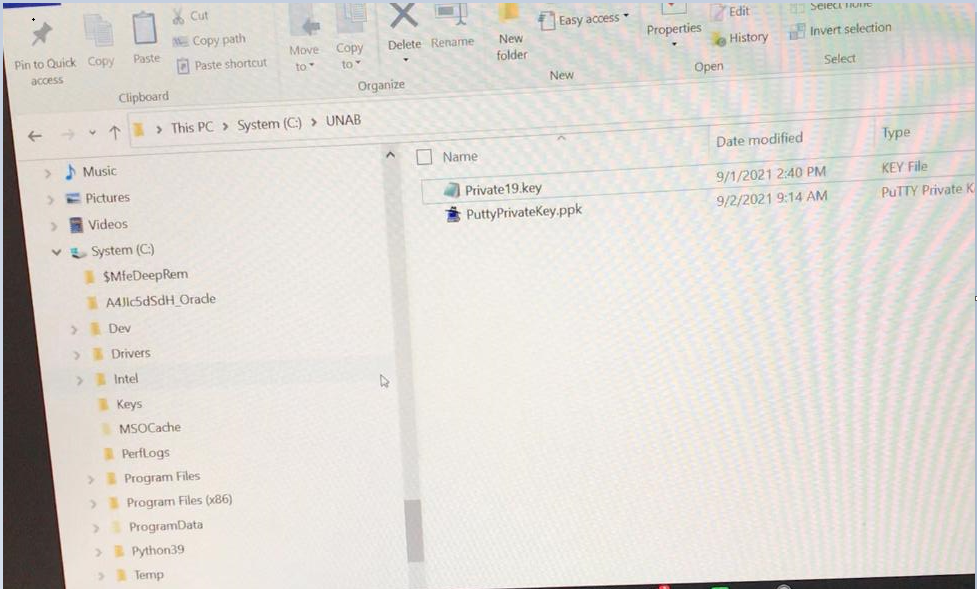 Cut
Copy path
Paste shortcut
Pin to Quick
access
Copy
Paste
Clipboard
Move
to
Copy
to
Delete
Rename
Organize
New
folder
Easy access
New
Properties
Edit
History
Open
Select none
Invert selection
Select
This PC > System (C:) > UNAB
Music
Pictures
Videos
System (C:)
$MfeDeepRem
Dev
Drivers
Intel
Keys
MSOCache
PerfLogs
Program Files
Program Files (x86)
ProgramData
Python39
Temp
Name Date modified Type
Private19.key 9/1/2021 2:40 PM KEY File
PuttyPrivateKey.ppk 9/2/2021 9:14 AM PuTTY Private K